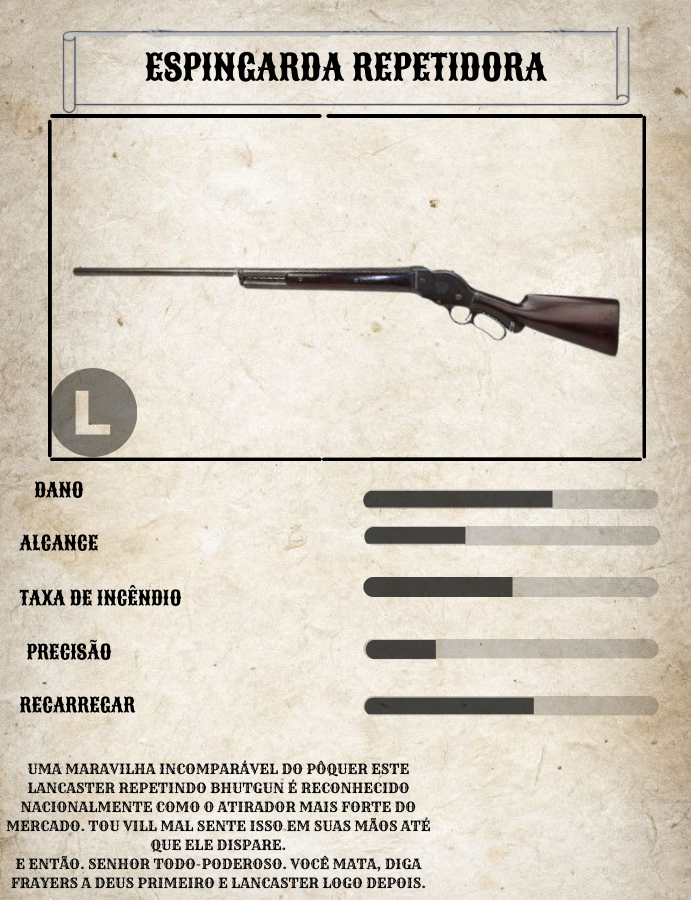 ESPINGARDA REPETIDORA
L
DANO
ALCANCE
TAXA DE INCÊNDIO
PRECISÃO
RECARREGAR
UMA MARAVILHA INCOMPARÁVEL DO PÔQUER ESTE
LANCASTER REPETINDO BHUTGUN É RECONHECIDO
NACIONALMENTE COMO O ATIRADOR MAIS FORTE DO
MERCADO. TOU VILL MAL SENTE ISSO EM SUAS MÃOS ATÉ
QUE ELE DISPARE.
E ENTÃO. SENHOR TODO-PODEROSO. VOCÊ MATA, DIGA
FRAYERS A DEUS PRIMEIRO E LANCASTER LOGO DEPOIS.